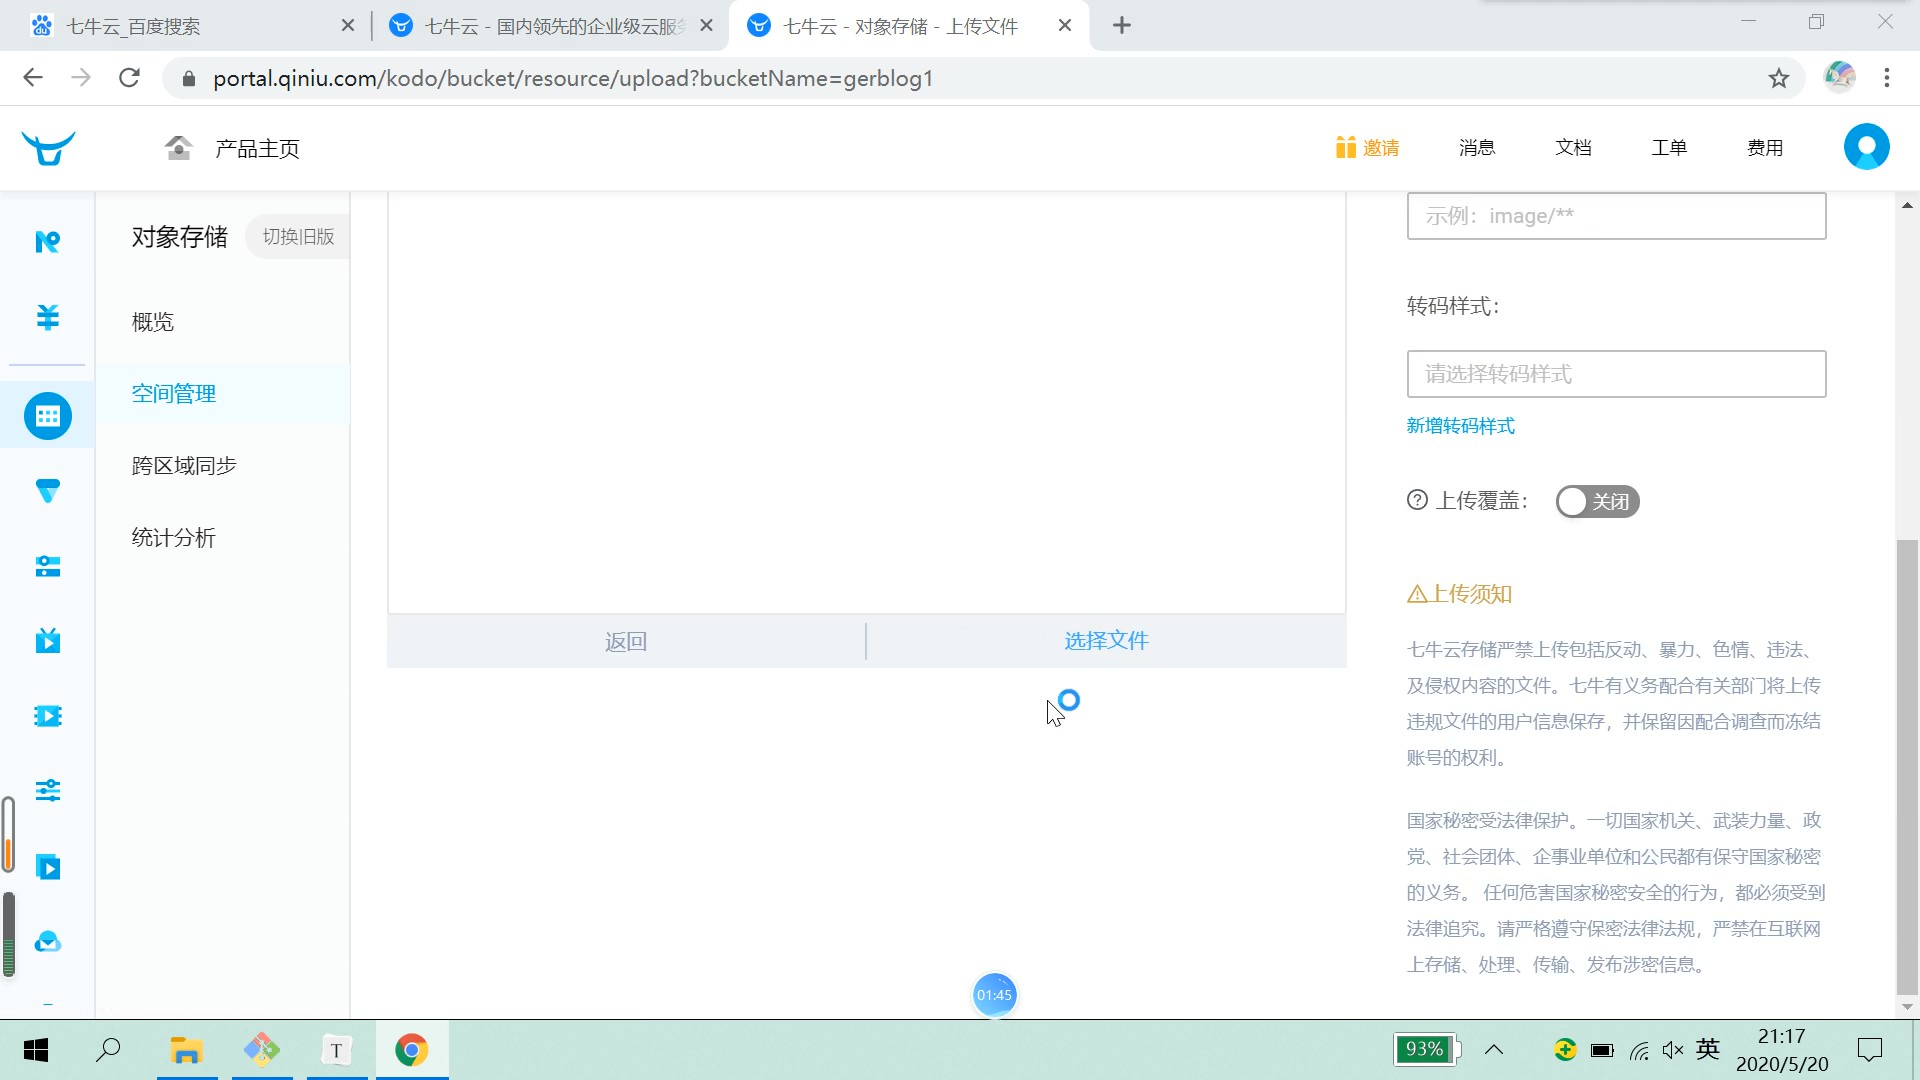 七牛云_百度搜索
七牛云 - 国内领先的企业级云服
七牛云 - 对象存储 - 上传文件
portal.qiniu.com/kodo/bucket/resource/upload?bucketName=gerblog1
产品主页
邀请
消息
文档
工单
费用
对象存储
切换旧版
概览
空间管理
跨区域同步
统计分析
返回
选择文件
示例：image/**
转码样式：
请选择转码样式
新增转码样式
上传覆盖：
关闭
上传须知
七牛云存储严禁上传包括反动、暴力、色情、违法、
及侵权内容的文件。七牛有义务配合有关部门将上传
违规文件的用户信息保存，并保留因配合调查而冻结
账号的权利。
国家秘密受法律保护。一切国家机关、武装力量、政
党、社会团体、企事业单位和公民都有保守国家秘密
的义务。 任何危害国家秘密安全的行为，都必须受到
法律追究。请严格遵守保密法律法规，严禁在互联网
上存储、处理、传输、发布涉密信息。
01:45
T
93%
英
21:17
2020/5/20